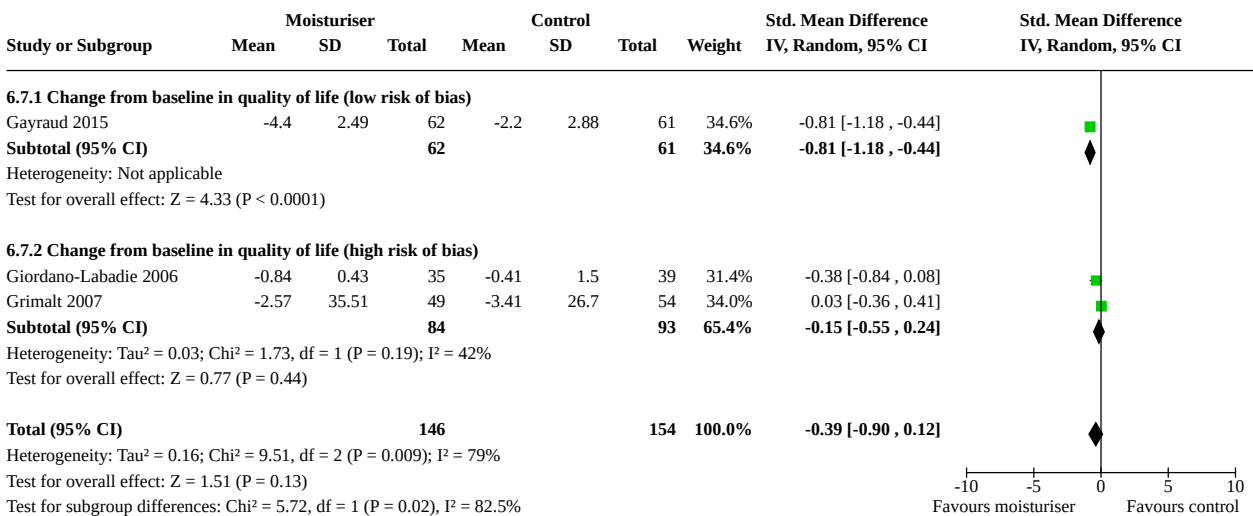 Moisturiser Control Std. Mean Difference Std. Mean Difference
Study or Subgroup Mean SD Total Mean SD Total Weight IV, Random, 95% CI IV, Random, 95% CI
6.7.1 Change from baseline in quality of life (low risk of bias)
Gayraud 2015 -4.4 2.49 62 -2.2 2.88 61 34.6% -0.81 [-1.18 , -0.44]
Subtotal (95% CI) 62 61 34.6% -0.81 [-1.18 , -0.44]
Heterogeneity: Not applicable
Test for overall effect: Z = 4.33 (P < 0.0001)
6.7.2 Change from baseline in quality of life (high risk of bias)
Giordano-Labadie 2006 -0.84 0.43 35 -0.41 1.5 39 31.4% -0.38 [-0.84 , 0.08]
Grimalt 2007 -2.57 35.51 49 -3.41 26.7 54 34.0% 0.03 [-0.36 , 0.41]
Subtotal (95% CI) 84 93 65.4% -0.15 [-0.55 , 0.24]
Heterogeneity: Tau² = 0.03; Chi² = 1.73, df = 1 (P = 0.19); I² = 42%
Test for overall effect: Z = 0.77 (P = 0.44)
Total (95% CI) 146 154 100.0% -0.39 [-0.90 , 0.12]
Heterogeneity: Tau² = 0.16; Chi² = 9.51, df = 2 (P = 0.009); I² = 79%
Test for overall effect: Z = 1.51 (P = 0.13)
-10 -5 0 5 10
Test for subgroup differences: Chi² = 5.72, df = 1 (P = 0.02), I² = 82.5%
Favours moisturiser Favours control